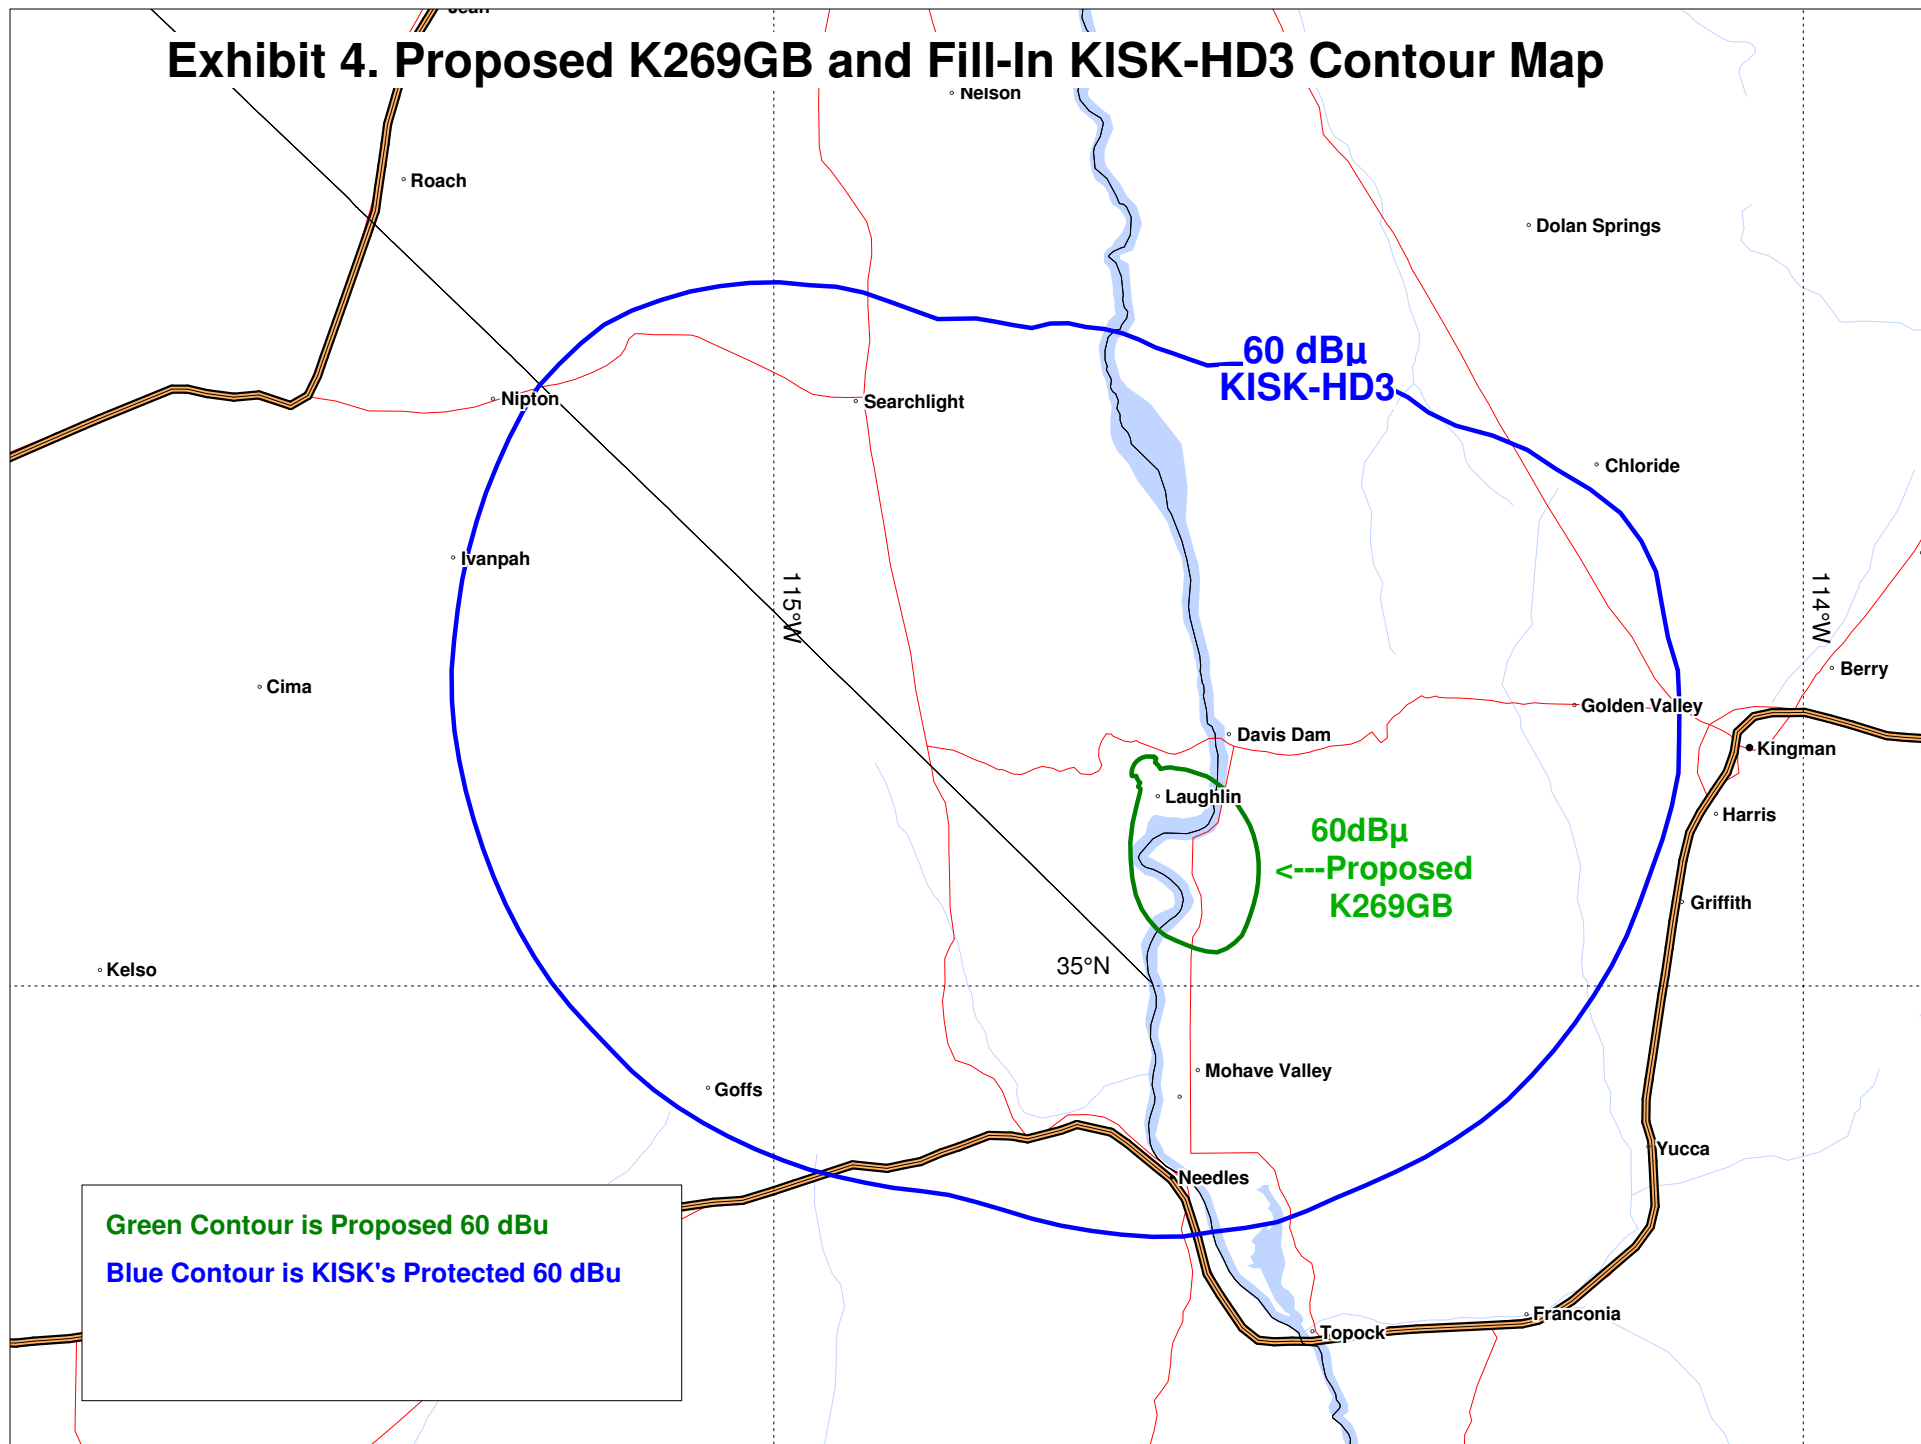 Jean
Exhibit 4. Proposed K269GB and Fill-In KISK-HD3 Contour Map
Nelson
Roach
Dolan Springs
60 dBµ
KISK-HD3
Nipton
Searchlight
Chloride
Ivanpah
115°W
114°W
Berry
Cima
Golden Valley
Davis Dam
Kingman
Laughlin
Harris
60dBµ
<---Proposed
K269GB
Griffith
35°N
Kelso
Mohave Valley
Goffs
Yucca
Needles
Green Contour is Proposed 60 dBu
Blue Contour is KISK's Protected 60 dBu
Franconia
Topock